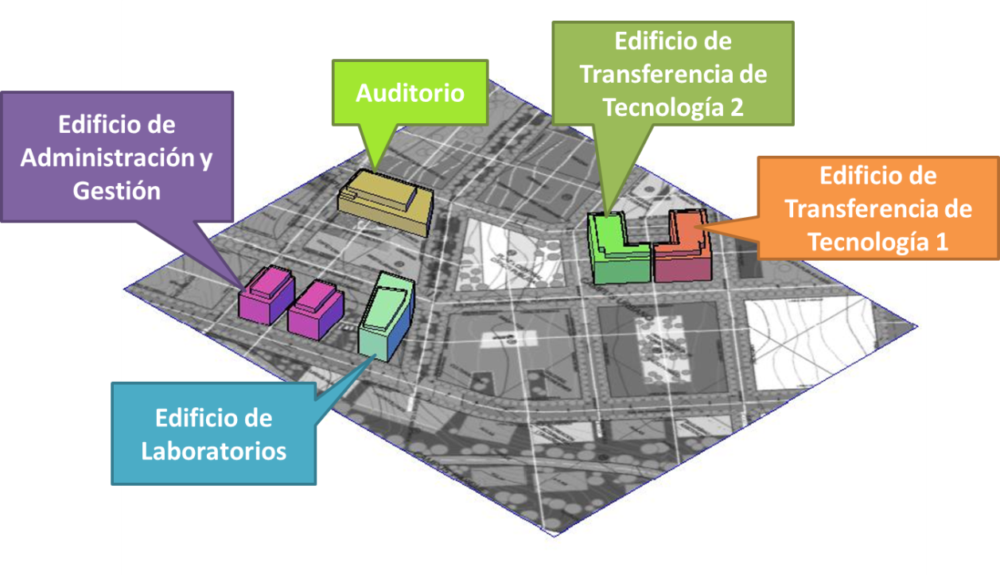 Edificio de
Transferencia de
Tecnología 2
Auditorio
Edificio de
Administración y
Gestión
Edificio de
Transferencia de
Tecnología 1
Edificio de
Laboratorios